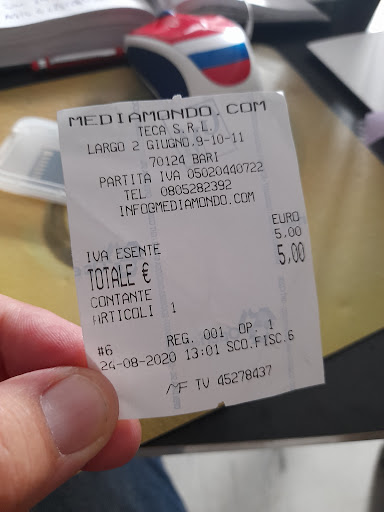 MEDIAMONDO.COM
TECA S.R.L.
LARGO 2 GIUGNO,9-10-11
70124 BARI
PARTITA IVA 05020440722
TEL 0805282392
INFO@MEDIAMONDO.COM
EURO
IVA ESENTE 5.00
TOTALE € 5,00
CONTANTE
ARTICOLI 1
#6 REG. 001 OP. 1
24-08-2020 13:01 SCO.FISC.6
MF TV 45278437